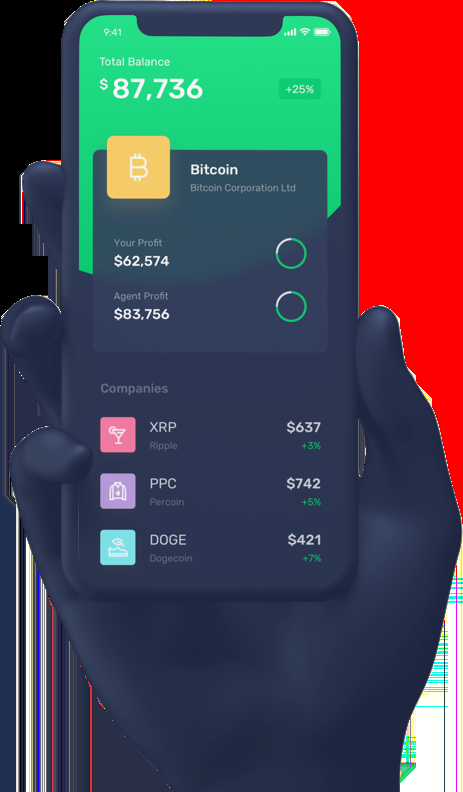 9:41
Total Balance
$87,736
+25%
Bitcoin
Bitcoin Corporation Ltd
Your Profit
$62,574
Agent Profit
$83,756
Companies
XRP $637
Ripple +3%
PPC $742
Percoin +5%
DOGE $421
Dogecoin +7%